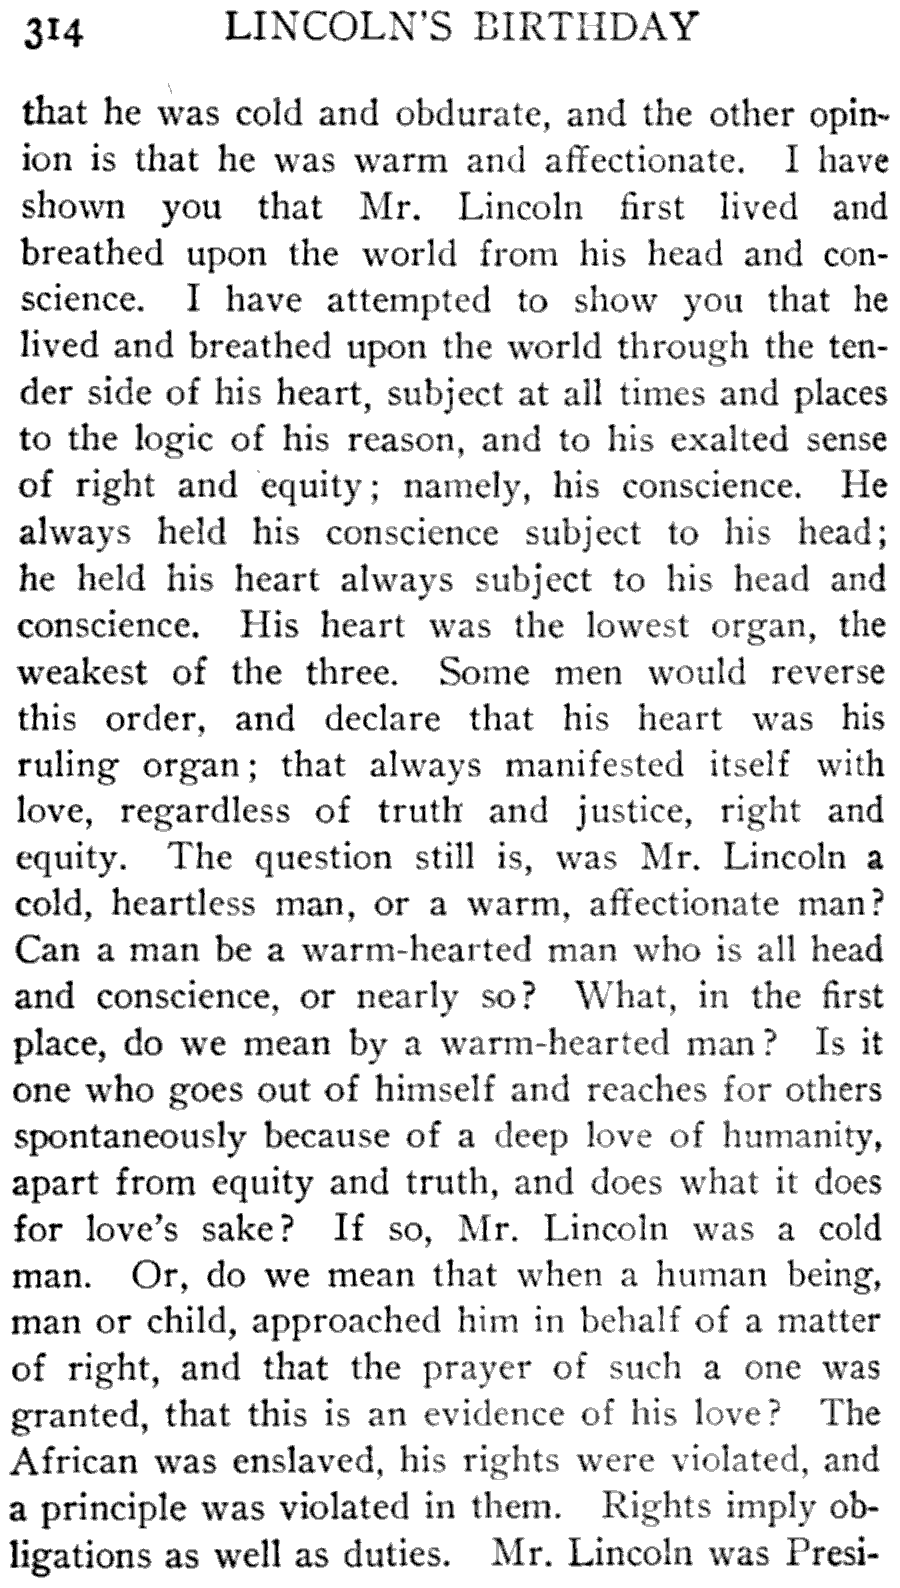 314 LINCOLN'S BIRTHDAY
that he was cold and obdurate, and the other opin-
ion is that he was warm and affectionate. I have
shown you that Mr. Lincoln first lived and
breathed upon the world from his head and con-
science. I have attempted to show you that he
lived and breathed upon the world through the ten-
der side of his heart, subject at all times and places
to the logic of his reason, and to his exalted sense
of right and equity; namely, his conscience. He
always held his conscience subject to his head;
he held his heart always subject to his head and
conscience. His heart was the lowest organ, the
weakest of the three. Some men would reverse
this order, and declare that his heart was his
ruling organ; that always manifested itself with
love, regardless of truth and justice, right and
equity. The question still is, was Mr. Lincoln a
cold, heartless man, or a warm, affectionate man?
Can a man be a warm-hearted man who is all head
and conscience, or nearly so? What, in the first
place, do we mean by a warm-hearted man? Is it
one who goes out of himself and reaches for others
spontaneously because of a deep love of humanity,
apart from equity and truth, and does what it does
for love's sake? If so, Mr. Lincoln was a cold
man. Or, do we mean that when a human being,
man or child, approached him in behalf of a matter
of right, and that the prayer of such a one was
granted, that this is an evidence of his love? The
African was enslaved, his rights were violated, and
a principle was violated in them. Rights imply ob-
ligations as well as duties. Mr. Lincoln was Presi-